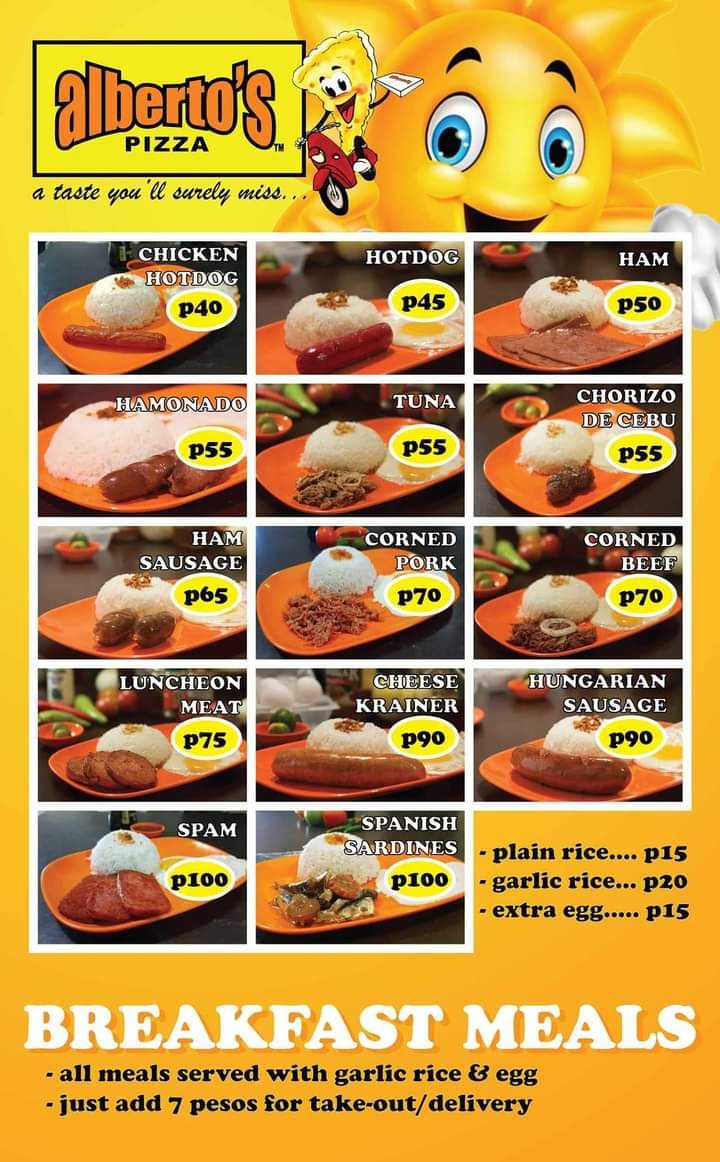 alberto's
PIZZA
TM
a taste you'll surely miss...
CHICKEN
HOTDOG
p40
HOTDOG
p45
HAM
p50
HAMONADO
p55
TUNA
p55
CHORIZO
DE CEBU
p55
HAM
SAUSAGE
p65
CORNED
PORK
p70
CORNED
BEEF
p70
LUNCHEON
MEAT
p75
CHEESE
KRAINER
p90
HUNGARIAN
SAUSAGE
p90
SPAM
p100
SPANISH
SARDINES
p100
- plain rice.... p15
- garlic rice... p20
- extra egg..... p15
BREAKFAST MEALS
- all meals served with garlic rice & egg
- just add 7 pesos for take-out/delivery